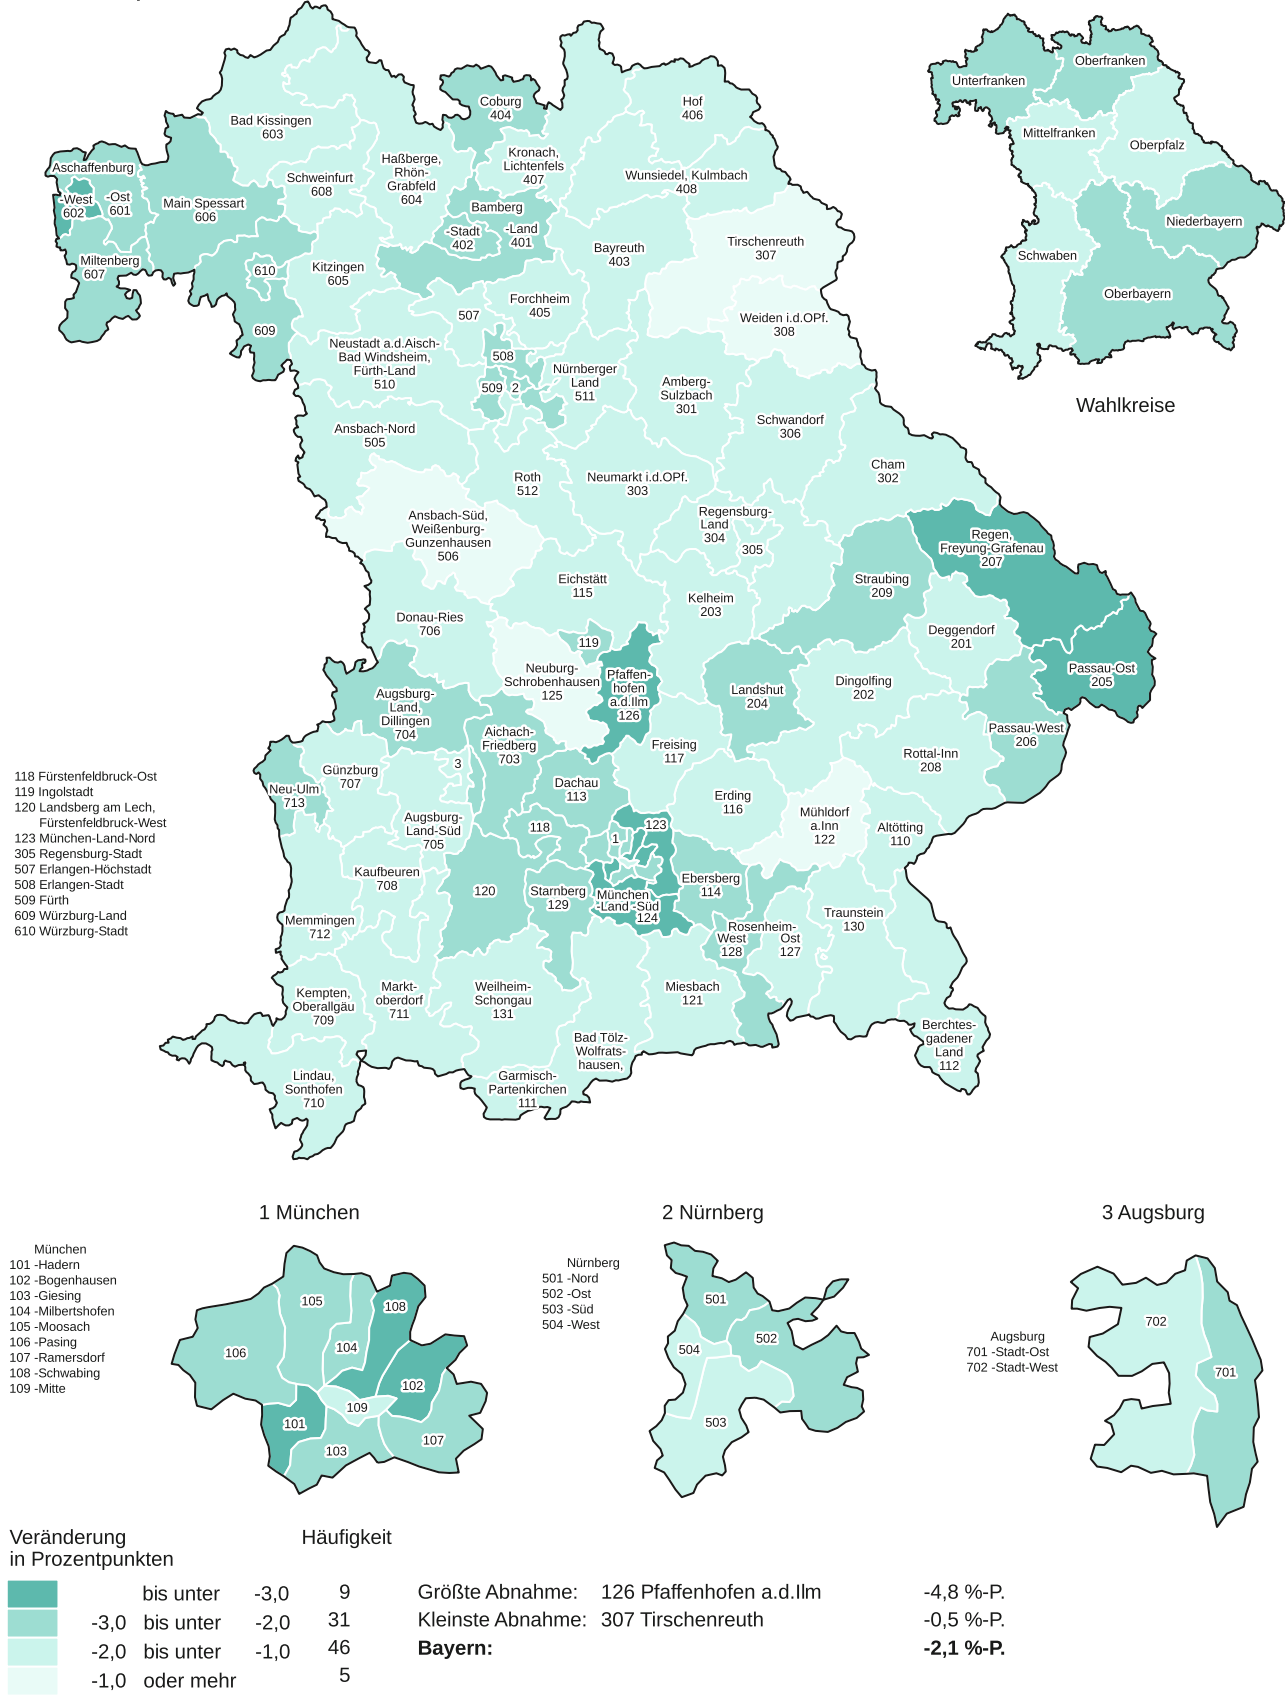 Unterfranken
Oberfranken
Mittelfranken
Oberpfalz
Niederbayern
Schwaben
Oberbayern
Wahlkreise
Coburg
404
Hof
406
Bad Kissingen
603
Kronach,
Lichtenfels
407
Haßberge,
Rhön-
Grabfeld
604
Aschaffenburg
-West
602
-Ost
601
Schweinfurt
608
Wunsiedel, Kulmbach
408
Main Spessart
606
Bamberg
-Stadt
402
-Land
401
Bayreuth
403
Tirschenreuth
307
Miltenberg
607
610
Kitzingen
605
Forchheim
405
507
Weiden i.d.OPf.
308
609
Neustadt a.d.Aisch-
Bad Windsheim,
Fürth-Land
510
508
509
2
Nürnberger
Land
511
Amberg-
Sulzbach
301
Schwandorf
306
Ansbach-Nord
505
Cham
302
Roth
512
Neumarkt i.d.OPf.
303
Ansbach-Süd,
Weißenburg-
Gunzenhausen
506
Regensburg-
Land
304
305
Regen,
Freyung-Grafenau
207
Eichstätt
115
Straubing
209
Kelheim
203
Donau-Ries
706
Deggendorf
201
119
Neuburg-
Schrobenhausen
125
Pfaffen-
hofen
a.d.Ilm
126
Passau-Ost
205
Augsburg-
Land,
Dillingen
704
Landshut
204
Dingolfing
202
Aichach-
Friedberg
703
Passau-West
206
Freising
117
Rottal-Inn
208
3
Günzburg
707
Neu-Ulm
713
Dachau
113
Erding
116
Mühldorf
a.Inn
122
Altötting
110
Augsburg-
Land-Süd
705
118
1
123
Kaufbeuren
708
120
Starnberg
129
München
-Land -Süd
124
Ebersberg
114
Memmingen
712
Traunstein
130
Rosenheim-
West
128
Ost
127
Kempten,
Oberallgäu
709
Markt-
oberdorf
711
Weilheim-
Schongau
131
Miesbach
121
Bad Tölz-
Wolfrats-
hausen,
Berchtes-
gadener
Land
112
Lindau,
Sonthofen
710
Garmisch-
Partenkirchen
111
118 Fürstenfeldbruck-Ost
119 Ingolstadt
120 Landsberg am Lech,
Fürstenfeldbruck-West
123 München-Land-Nord
305 Regensburg-Stadt
507 Erlangen-Höchstadt
508 Erlangen-Stadt
509 Fürth
609 Würzburg-Land
610 Würzburg-Stadt
1 München
München
101 -Hadern
102 -Bogenhausen
103 -Giesing
104 -Milbertshofen
105 -Moosach
106 -Pasing
107 -Ramersdorf
108 -Schwabing
109 -Mitte
105
108
104
106
102
109
101
107
103
2 Nürnberg
Nürnberg
501 -Nord
502 -Ost
503 -Süd
504 -West
501
502
504
503
3 Augsburg
Augsburg
701 -Stadt-Ost
702 -Stadt-West
702
701
Veränderung
in Prozentpunkten
Häufigkeit
bis unter -3,0 9
-3,0 bis unter -2,0 31
-2,0 bis unter -1,0 46
-1,0 oder mehr 5
Größte Abnahme: 126 Pfaffenhofen a.d.Ilm -4,8 %-P.
Kleinste Abnahme: 307 Tirschenreuth -0,5 %-P.
Bayern: -2,1 %-P.